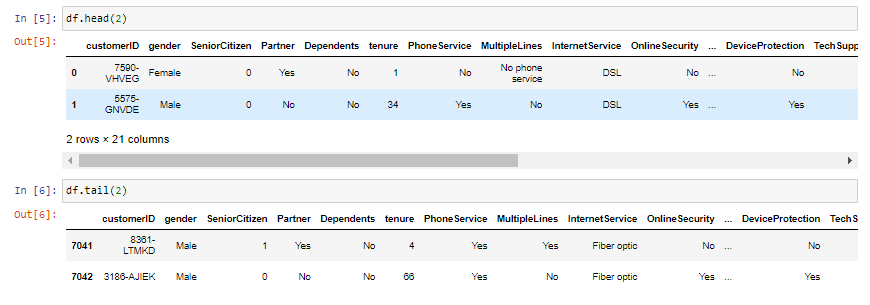 In [5]: df.head(2)
Out[5]:
customerID gender SeniorCitizen Partner Dependents tenure PhoneService MultipleLines InternetService OnlineSecurity ... DeviceProtection TechSupp
0 7590-VHVEG Female 0 Yes No 1 No No phone service DSL No ... No
1 5575-GNVDE Male 0 No No 34 Yes No DSL Yes ... Yes
2 rows × 21 columns
In [6]: df.tail(2)
Out[6]:
customerID gender SeniorCitizen Partner Dependents tenure PhoneService MultipleLines InternetService OnlineSecurity ... DeviceProtection TechS
7041 8361-LTMKD Male 1 Yes No 4 Yes Yes Fiber optic No ... No
7042 3186-AJIEK Male 0 No No 66 Yes No Fiber optic Yes ... Yes